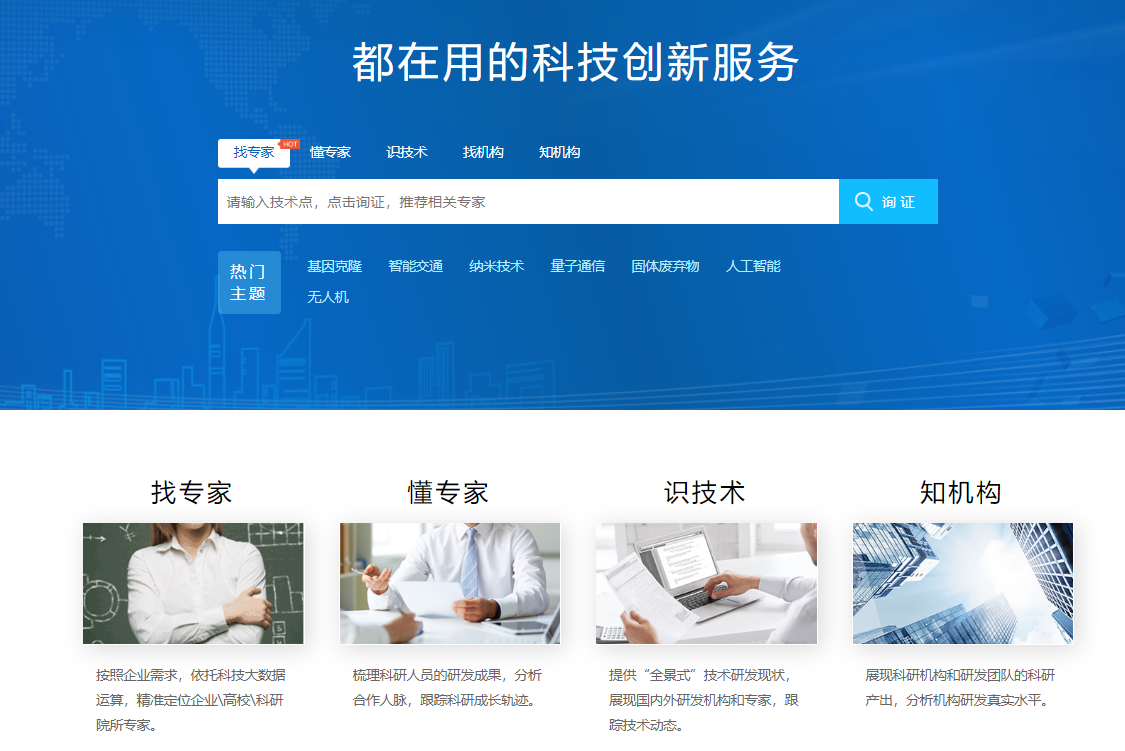 都在用的科技创新服务
找专家 HOT 懂专家 识技术 找机构 知机构
请输入技术点，点击询证，推荐相关专家 询证
热门
主题
基因克隆 智能交通 纳米技术 量子通信 固体废弃物 人工智能
无人机
找专家 懂专家 识技术 知机构
按照企业需求，依托科技大数据
运算，精准定位企业\高校\科研
院所专家。
梳理科研人员的研发成果，分析
合作人脉，跟踪科研成长轨迹。
提供“全景式”技术研发现状，
展现国内外研发机构和专家，跟
踪技术动态。
展现科研机构和研发团队的科研
产出，分析机构研发真实水平。